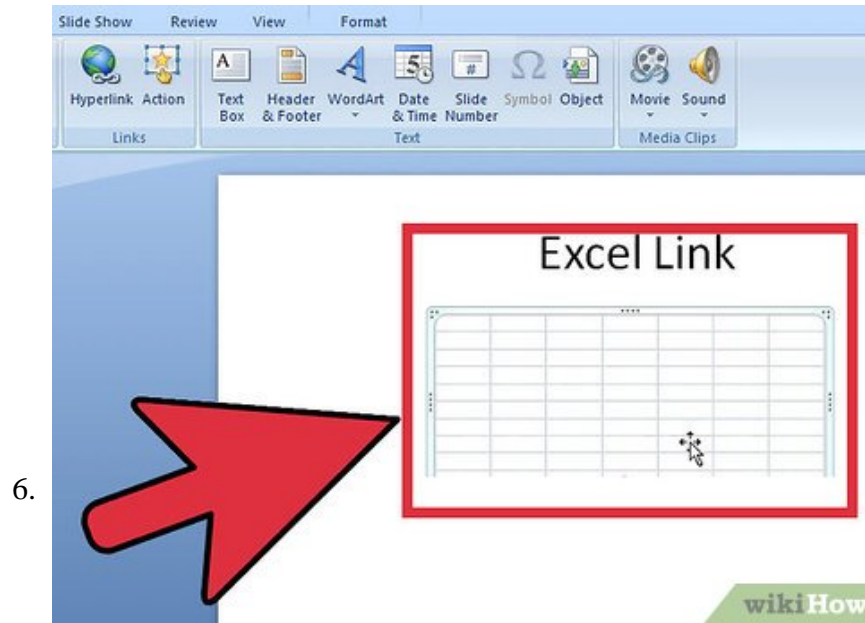 Slide Show Review View Format
Hyperlink Action Text Box Header & Footer WordArt Date & Time Slide Number Symbol Object Movie Sound
Links Text Media Clips
Excel Link
6.
wikiHow